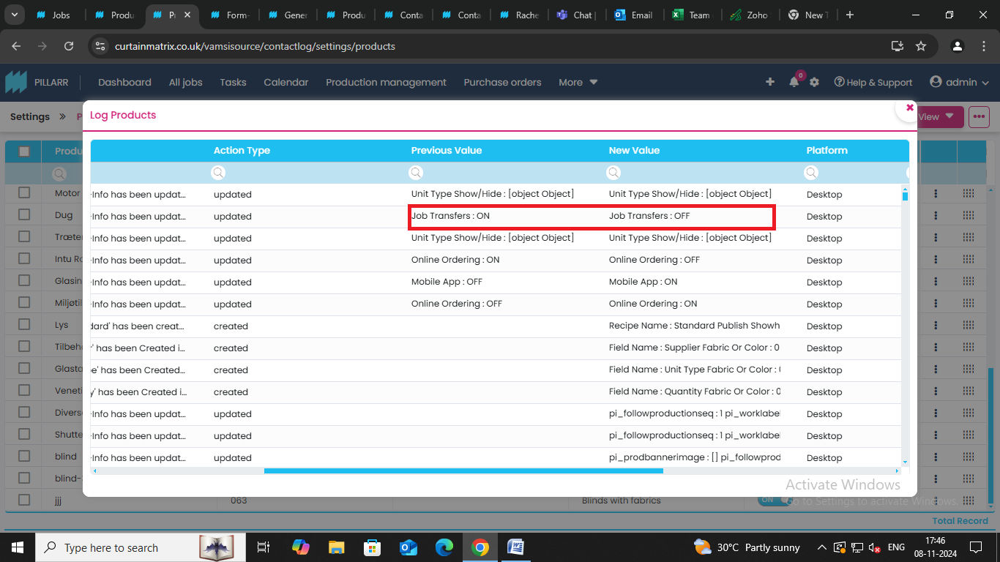 Jobs Produ P Form- Gener Produ Conta Conta Rache Chat Email Team Zoho New T
curtainmatrix.co.uk/vamsisource/contactlog/settings/products
PILLARR Dashboard All jobs Tasks Calendar Production management Purchase orders More 0 Help & Support admin
Settings » P View
Log Products
Produ
Action Type Previous Value New Value Platform
Motor -Info has been updat... updated Unit Type Show/Hide : [object Object] Unit Type Show/Hide : [object Object] Desktop
Dug -Info has been updat... updated Job Transfers : ON Job Transfers : OFF Desktop
Træter -Info has been updat... updated Unit Type Show/Hide : [object Object] Unit Type Show/Hide : [object Object] Desktop
Intu Ro -Info has been updat... updated Online Ordering : ON Online Ordering : OFF Desktop
Glasin -Info has been updat... updated Mobile App : OFF Mobile App : ON Desktop
Miljøtil -Info has been updat... updated Online Ordering : OFF Online Ordering : ON Desktop
Lys dard' has been creat... created Recipe Name : Standard Publish Showh Desktop
Tilbeh ' has been Created i... created Field Name : Supplier Fabric Or Color : 0 Desktop
Glasta e' has been Created... created Field Name : Unit Type Fabric Or Color : ( Desktop
Veneti y' has been Created i... created Field Name : Quantity Fabric Or Color : 0 Desktop
Divers -Info has been updat... updated pi_followproductionseq : 1 pi_worklabel Desktop
Shutte -Info has been updat... updated pi_followproductionseq : 1 pi_worklabel Desktop
blind -Info has been updat... updated pi_prodbannerimage : [] pi_followprod Desktop
blind-
Activate Windows
jjj 063 Blinds with fabrics ON Go to Settings to activate Windows.
Total Record
Type here to search 30°C Partly sunny ENG 17:46
08-11-2024